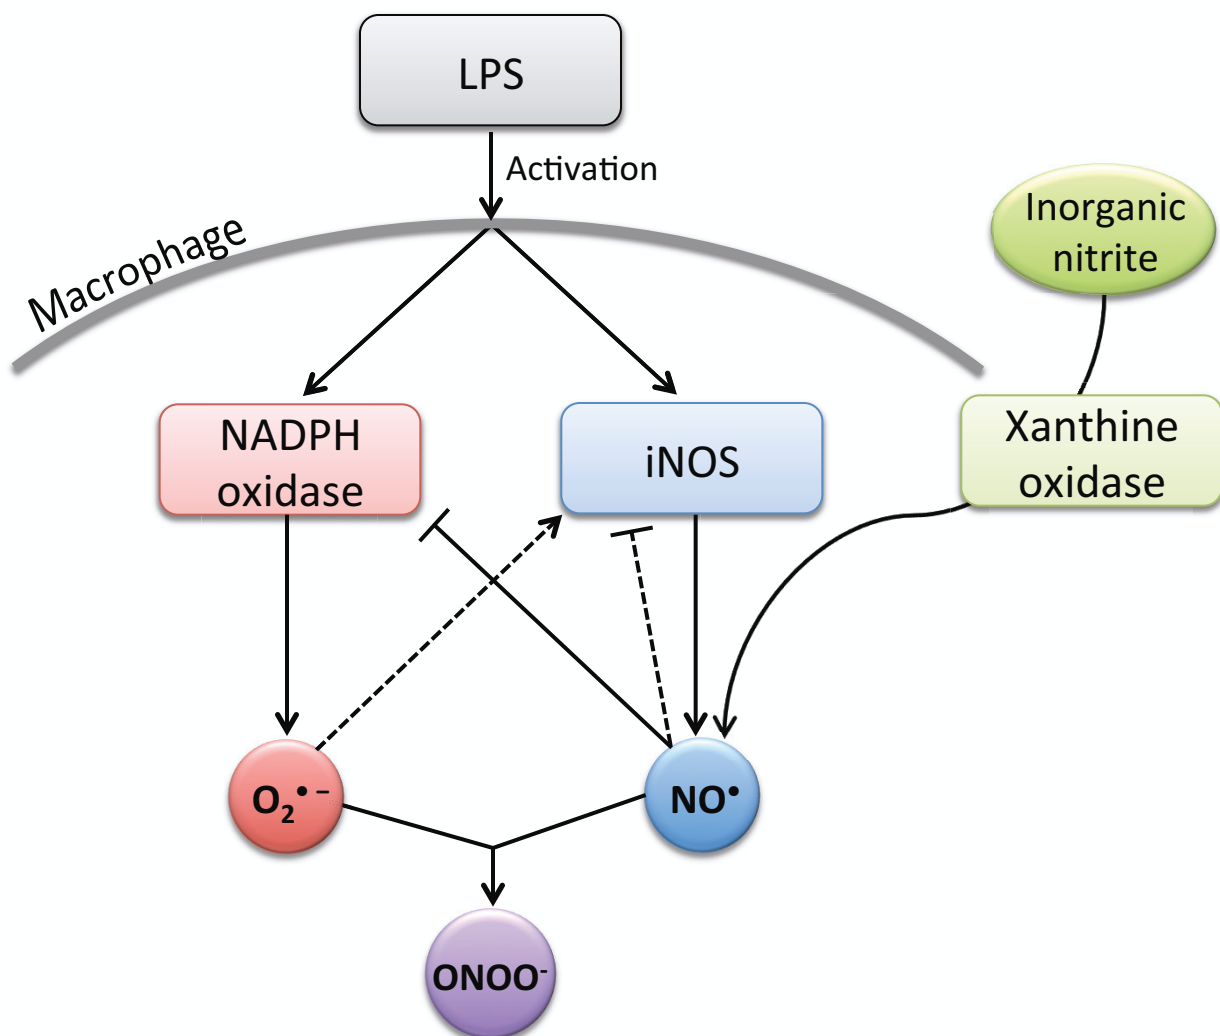 LPS
Activation
Macrophage
Inorganic
nitrite
NADPH
oxidase
iNOS
Xanthine
oxidase
O₂•⁻
NO•
ONOO⁻